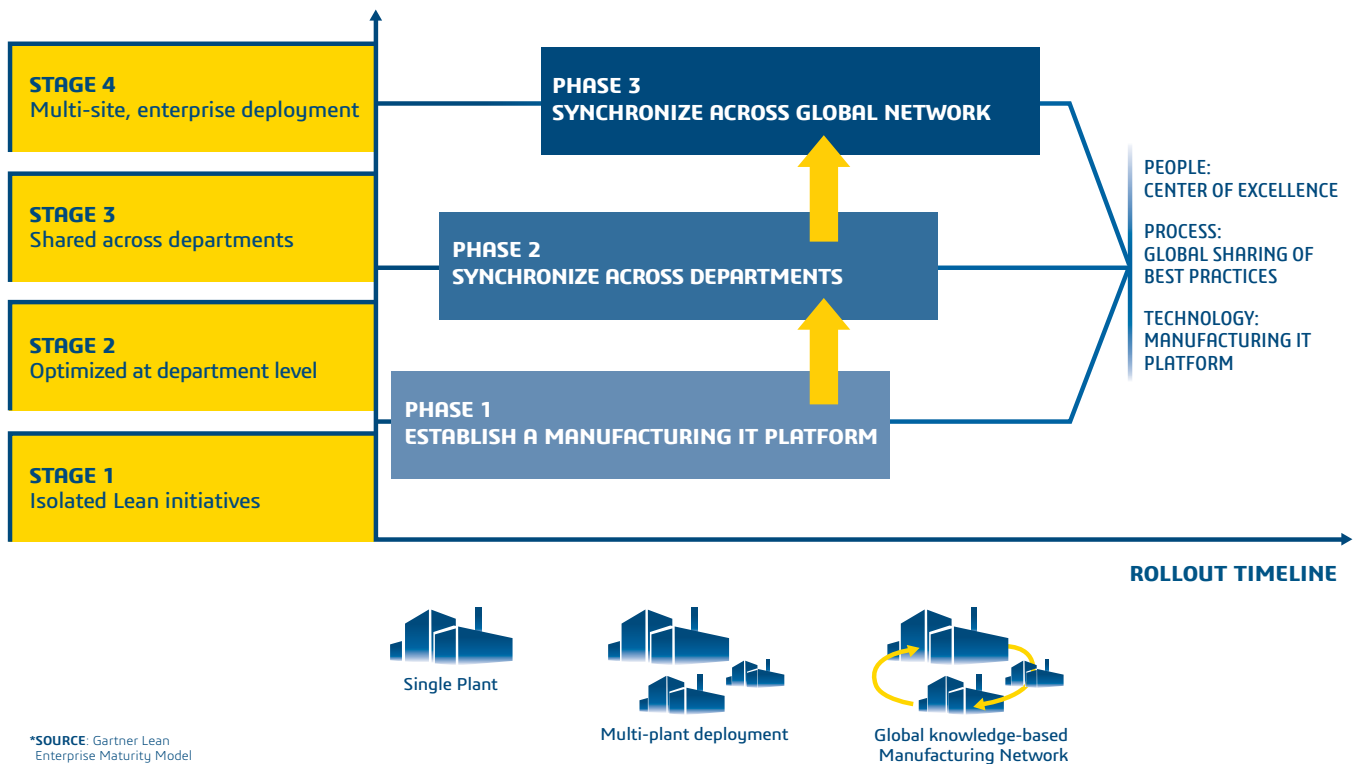 STAGE 4
Multi-site, enterprise deployment
STAGE 3
Shared across departments
STAGE 2
Optimized at department level
STAGE 1
Isolated Lean initiatives
PHASE 3
SYNCHRONIZE ACROSS GLOBAL NETWORK
PHASE 2
SYNCHRONIZE ACROSS DEPARTMENTS
PHASE 1
ESTABLISH A MANUFACTURING IT PLATFORM
PEOPLE:
CENTER OF EXCELLENCE
PROCESS:
GLOBAL SHARING OF
BEST PRACTICES
TECHNOLOGY:
MANUFACTURING IT
PLATFORM
ROLLOUT TIMELINE
Single Plant
Multi-plant deployment
Global knowledge-based
Manufacturing Network
*SOURCE: Gartner Lean
Enterprise Maturity Model